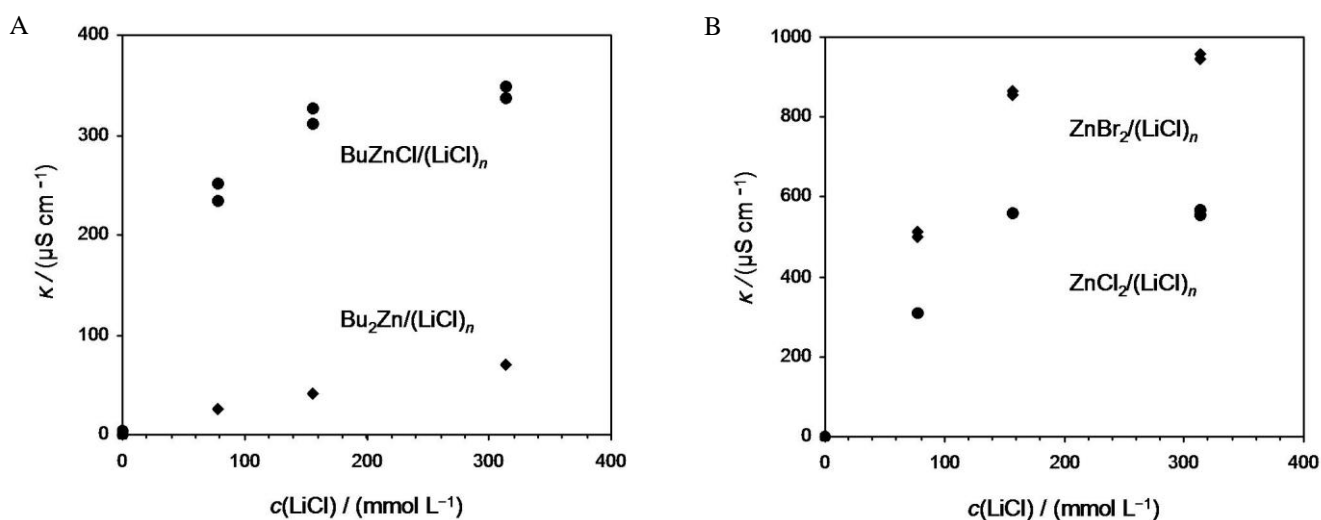 A
400
300
200
100
0
κ /(μS cm ⁻¹)
BuZnCl/(LiCl)ₙ
Bu₂Zn/(LiCl)ₙ
0 100 200 300 400
c(LiCl) / (mmol L⁻¹)
B
1000
800
600
400
200
0
κ /(μS cm ⁻¹)
ZnBr₂/(LiCl)ₙ
ZnCl₂/(LiCl)ₙ
0 100 200 300 400
c(LiCl) / (mmol L⁻¹)